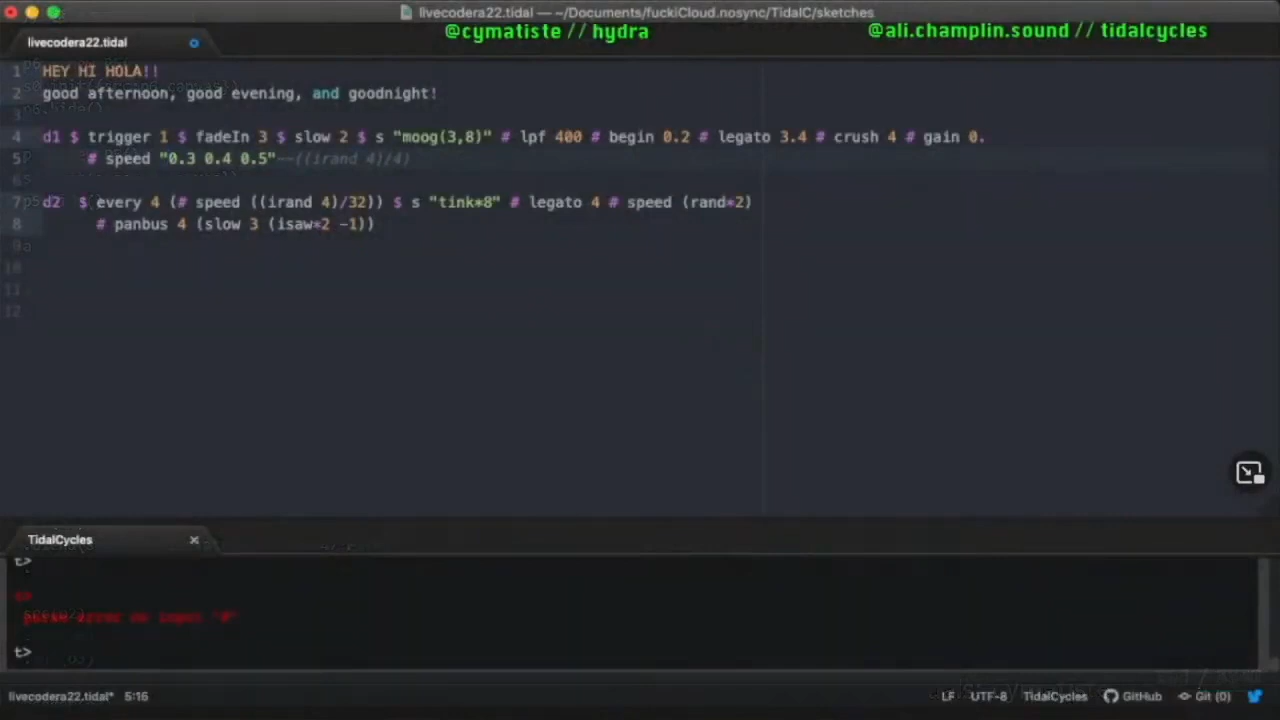 livecodera22.tidal — ~/Documents/fuckiCloud.nosync/TidalC/sketches
@cymatiste // hydra
@ali.champlin.sound // tidalcycles
livecodera22.tidal
1 HEY HI HOLA!!
2 good afternoon, good evening, and goodnight!
3
4 d1 $ trigger 1 $ fadeIn 3 $ slow 2 $ s "moog(3,8)" # lpf 400 # begin 0.2 # legato 3.4 # crush 4 # gain 0.
5 # speed "0.3 0.4 0.5"--((irand 4)/4)
6
7 d2 $ every 4 (# speed ((irand 4)/32)) $ s "tink*8" # legato 4 # speed (rand*2)
8 # panbus 4 (slow 3 (isaw*2 -1))
9
10
11
12
TidalCycles
t>
parse error on input "#"
t>
livecodera22.tidal* 5:16
LF UTF-8 TidalCycles GitHub Git (0)